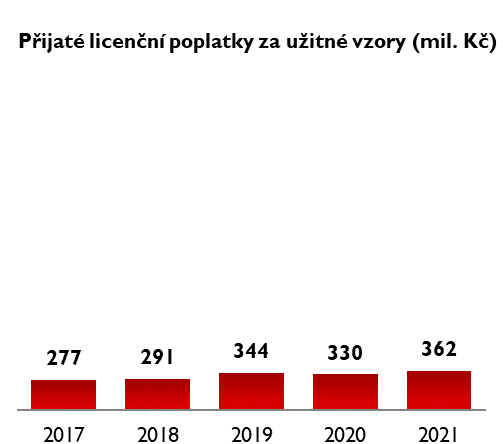 Přijaté licenční poplatky za užitné vzory (mil. Kč)
277 291 344 330 362
2017 2018 2019 2020 2021